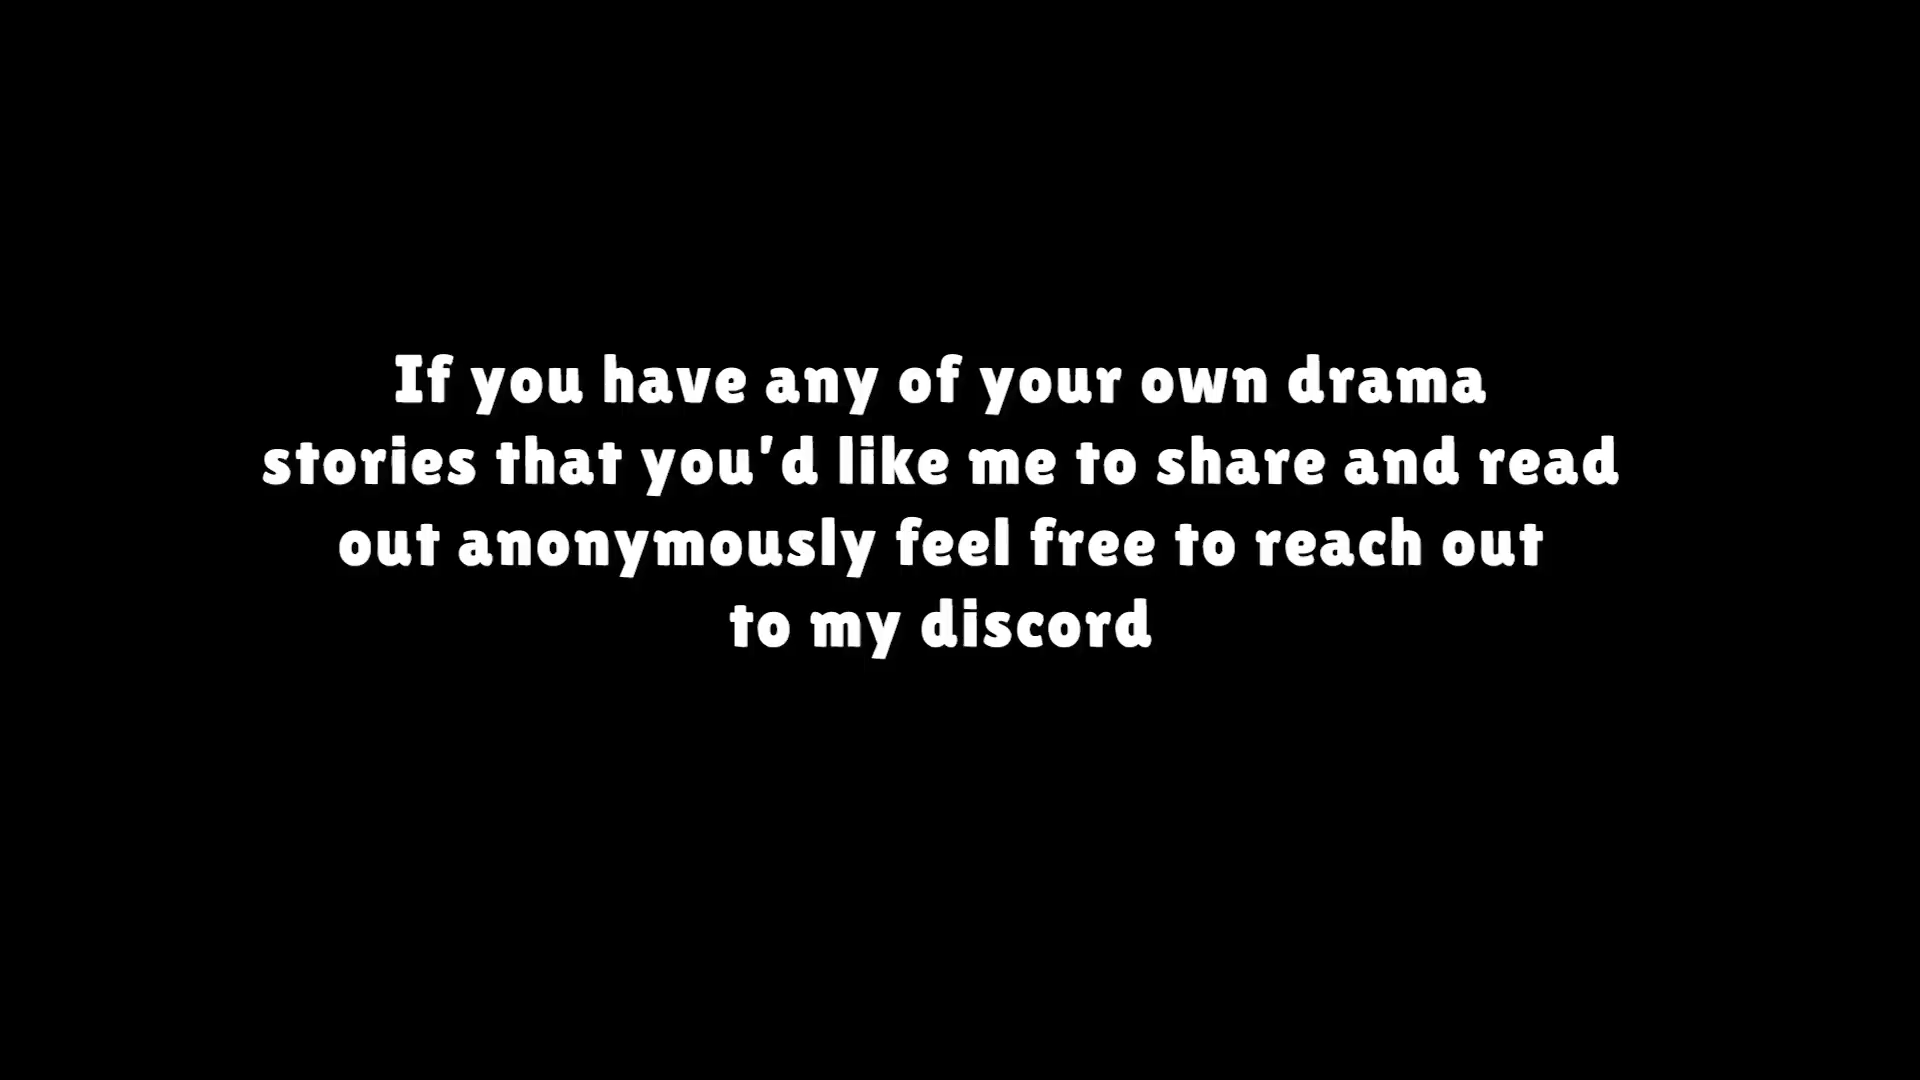 If you have any of your own drama
stories that you'd like me to share and read
out anonymously feel free to reach out
to my discord